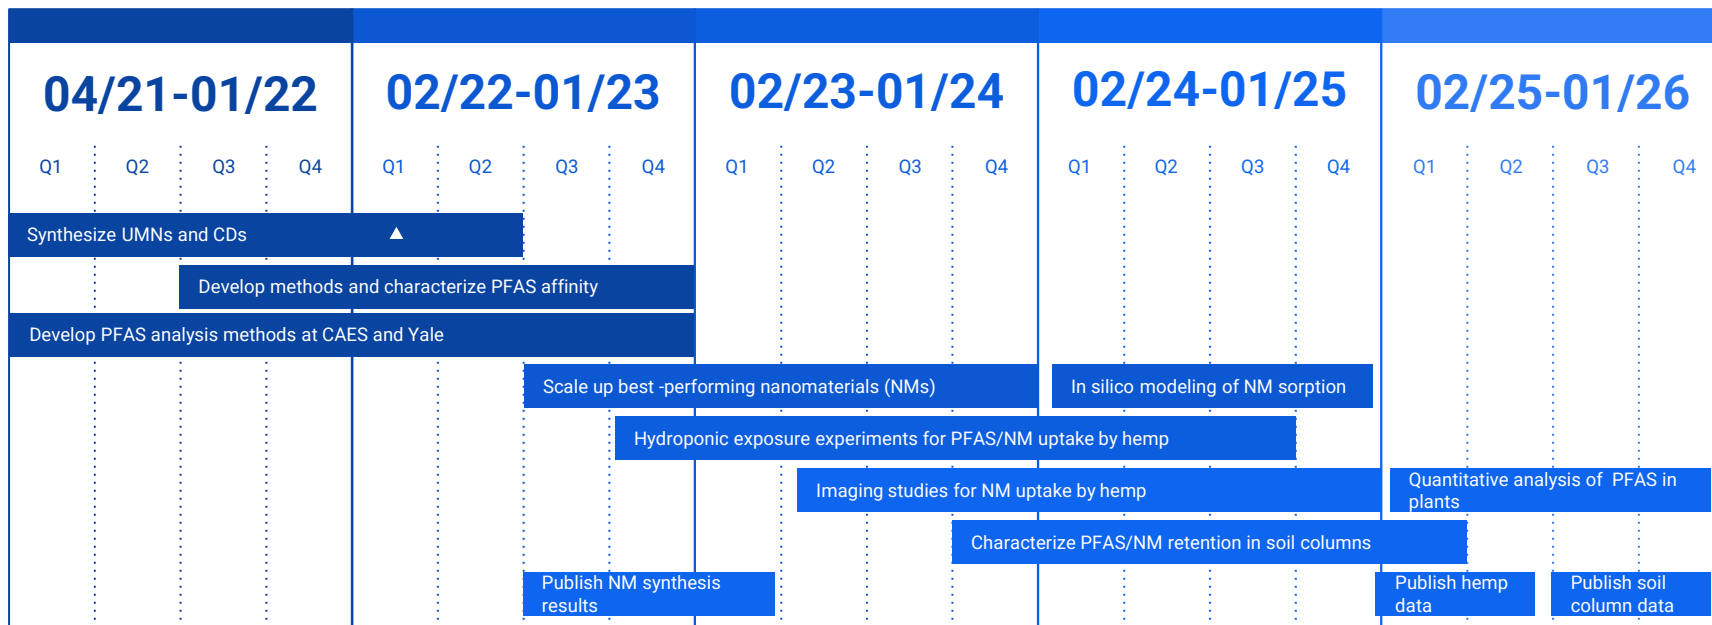 04/21-01/22 02/22-01/23 02/23-01/24 02/24-01/25 02/25-01/26
Q1 Q2 Q3 Q4 Q1 Q2 Q3 Q4 Q1 Q2 Q3 Q4 Q1 Q2 Q3 Q4 Q1 Q2 Q3 Q4
Synthesize UMNs and CDs
Develop methods and characterize PFAS affinity
Develop PFAS analysis methods at CAES and Yale
Scale up best -performing nanomaterials (NMs)
In silico modeling of NM sorption
Hydroponic exposure experiments for PFAS/NM uptake by hemp
Imaging studies for NM uptake by hemp
Quantitative analysis of PFAS in
plants
Characterize PFAS/NM retention in soil columns
Publish NM synthesis
results
Publish hemp
data
Publish soil
column data